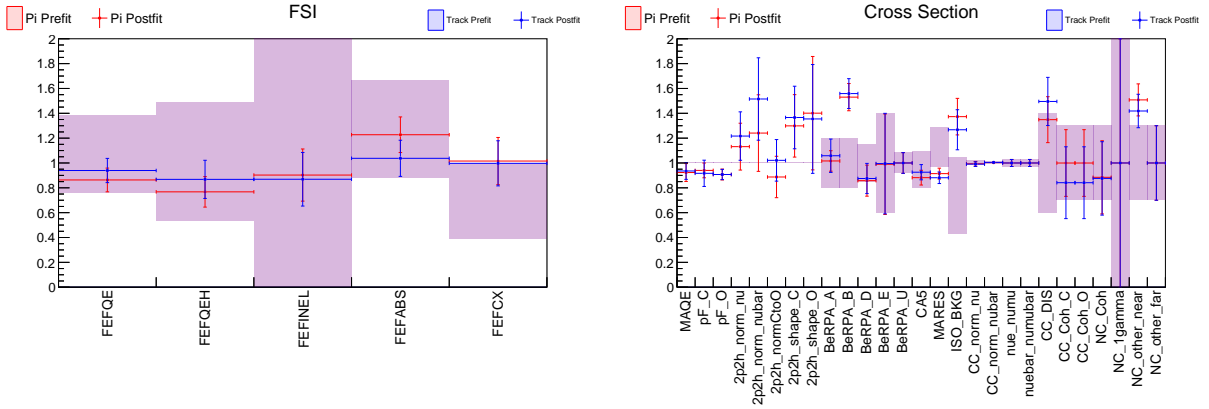 Pi Prefit
Pi Postfit
FSI
Track Prefit
Track Postfit
2
1.8
1.6
1.4
1.2
1
0.8
0.6
0.4
0.2
0
FEFQE
FEFQEH
FEFINEL
FEFABS
FEFCX
Pi Prefit
Pi Postfit
Cross Section
Track Prefit
Track Postfit
2
1.8
1.6
1.4
1.2
1
0.8
0.6
0.4
0.2
0
MAQE
pF_C
pF_O
2p2h_norm_nu
2p2h_norm_nubar
2p2h_normCtoO
2p2h_shape_C
2p2h_shape_O
BeRPA_A
BeRPA_B
BeRPA_D
BeRPA_E
BeRPA_U
CA5
MARES
ISO_BKG
CC_norm_nu
CC_norm_nubar
nue_numu
nuebar_numubar
CC_DIS
CC_Coh_C
CC_Coh_O
NC_Coh
NC_1gamma
NC_other_near
NC_other_far